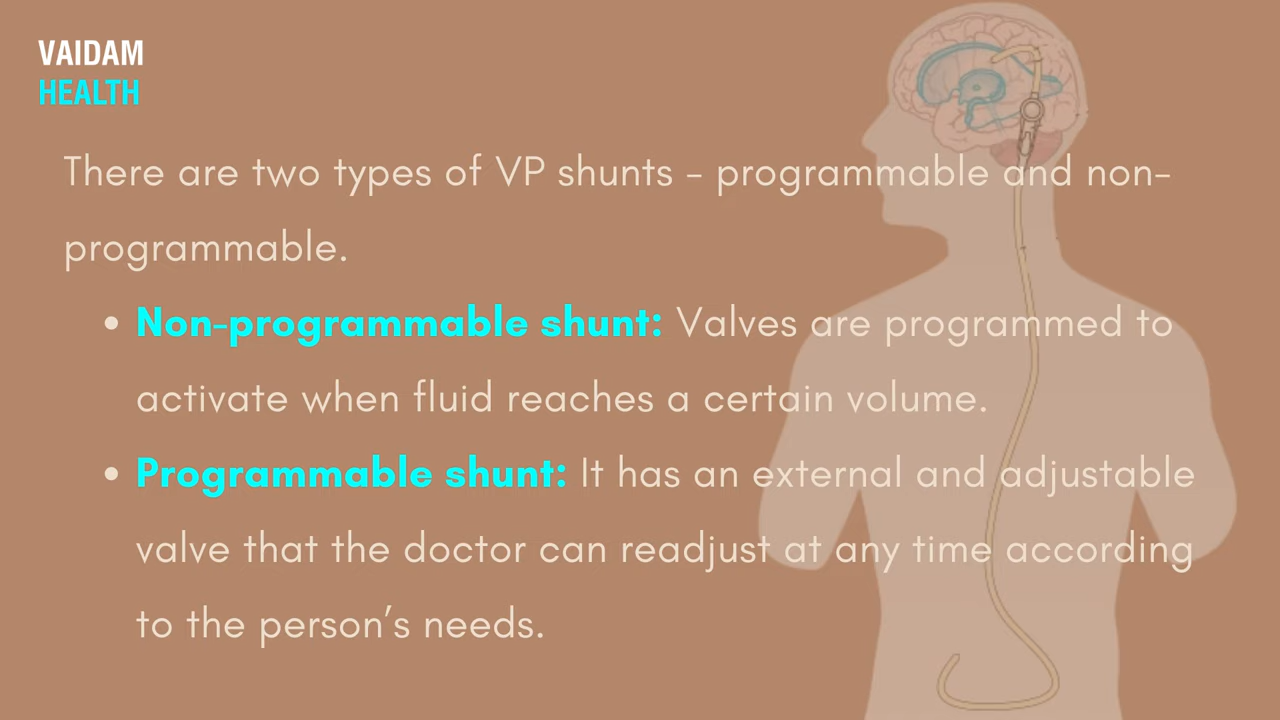 VAIDAM
HEALTH
There are two types of VP shunts - programmable and non-
programmable.
• Non-programmable shunt: Valves are programmed to
activate when fluid reaches a certain volume.
• Programmable shunt: It has an external and adjustable
valve that the doctor can readjust at any time according
to the person’s needs.